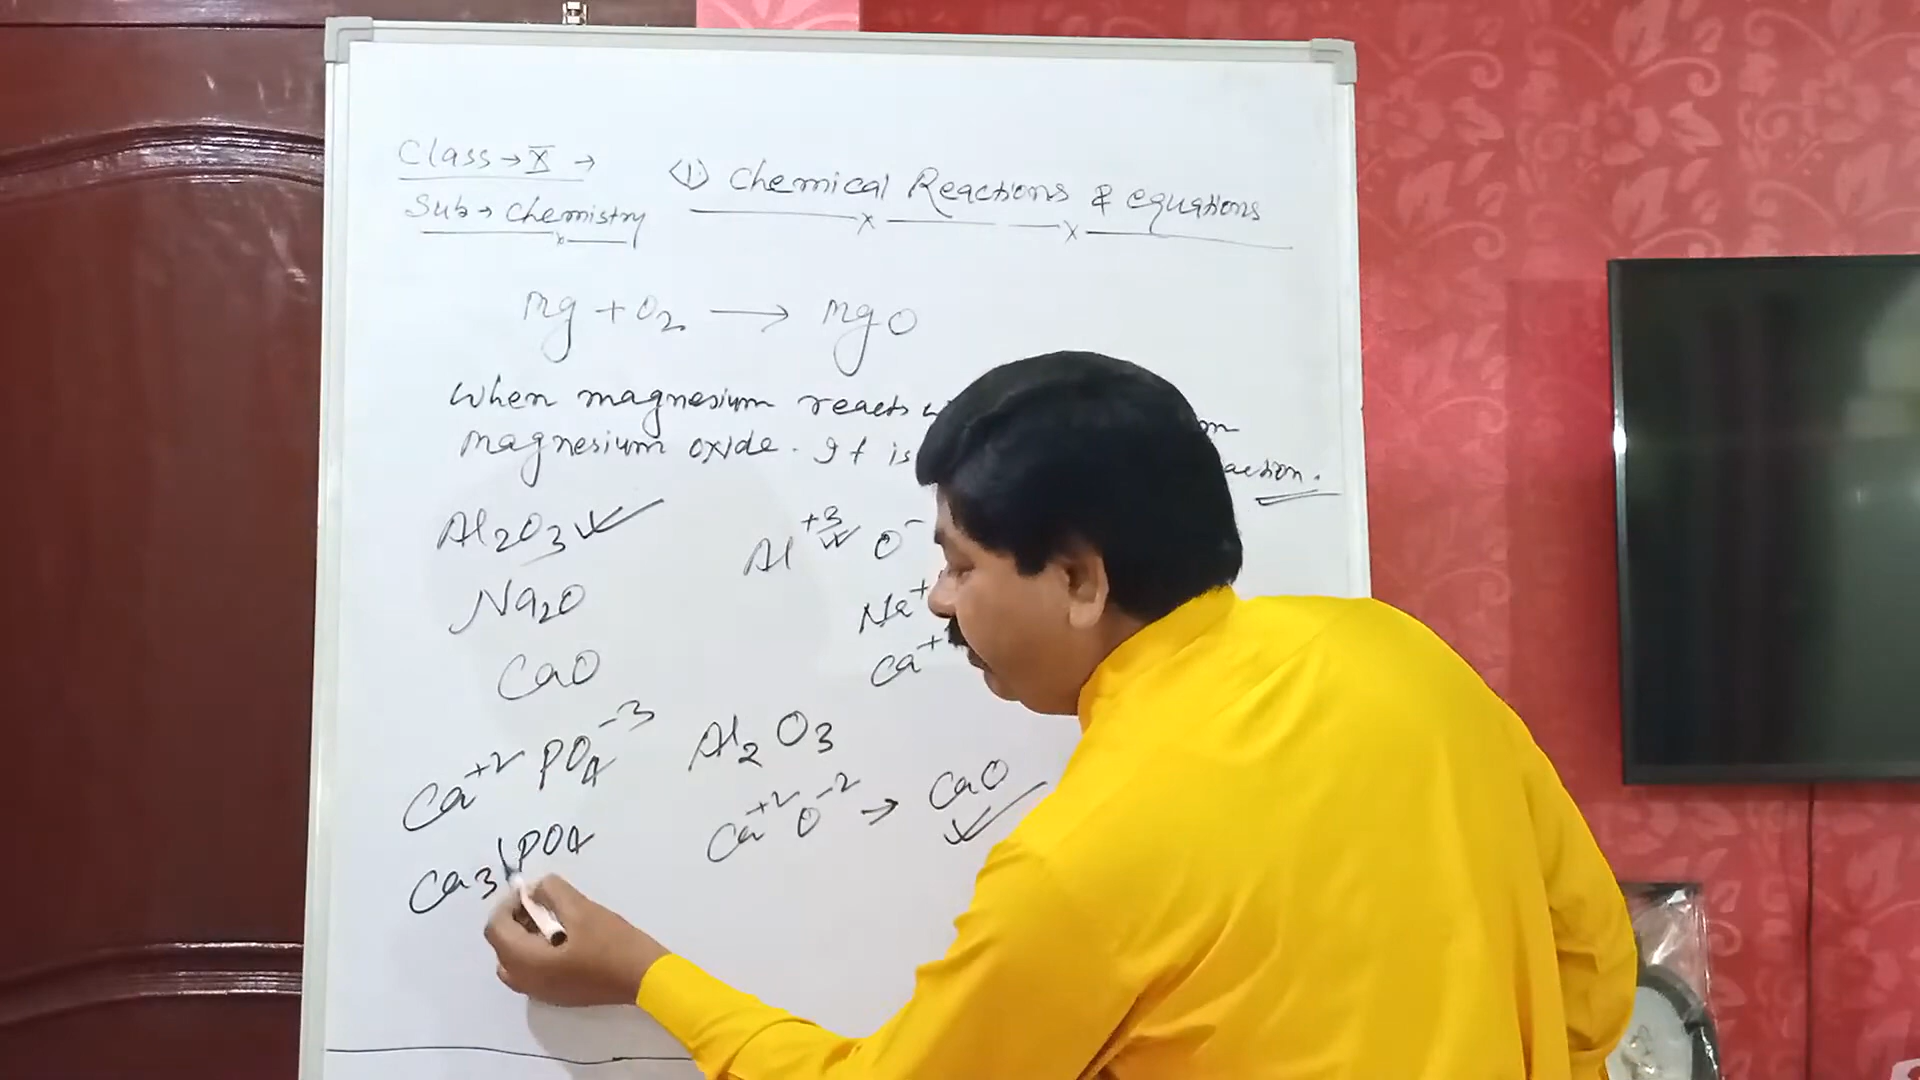 Class → X →
Sub → Chemistry
(1) Chemical Reactions & equations
Mg + O2 → MgO
When magnesium reacts
magnesium oxide. It is action.
Al2O3
Al+3 O-
Na2O
Na+
CaO
Ca+
Ca+2 PO4-3
Al2 O3
Ca+2 O-2 → CaO
Ca3(PO4